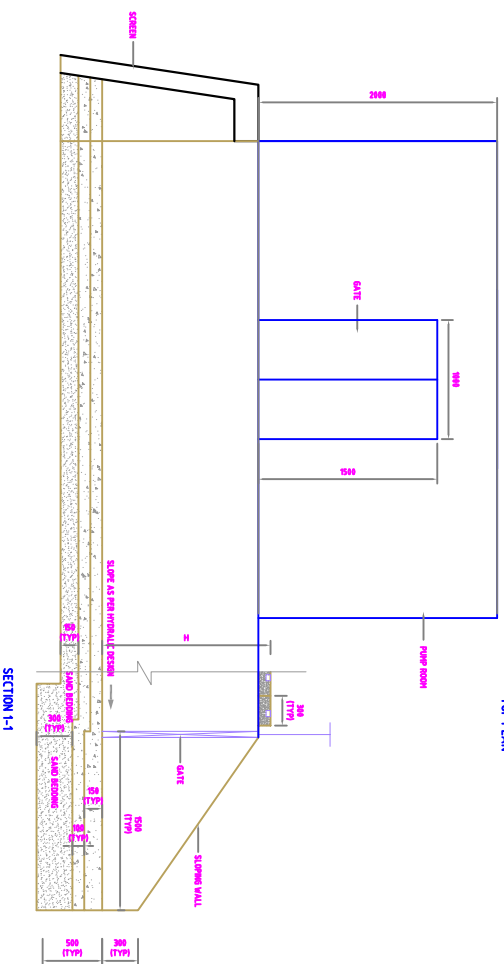 SCREEN
2000
GATE
1000
1500
PUMP ROOM
H
SLOPE AS PER HYDRAULIC DESIGN
150
(TYP)
SAND BEDDING
300
(TYP)
SAND BEDDING
150
(TYP)
100
(TYP)
300
(TYP)
GATE
1500
(TYP)
SLOPING WALL
500
(TYP)
300
(TYP)
SECTION 1-1